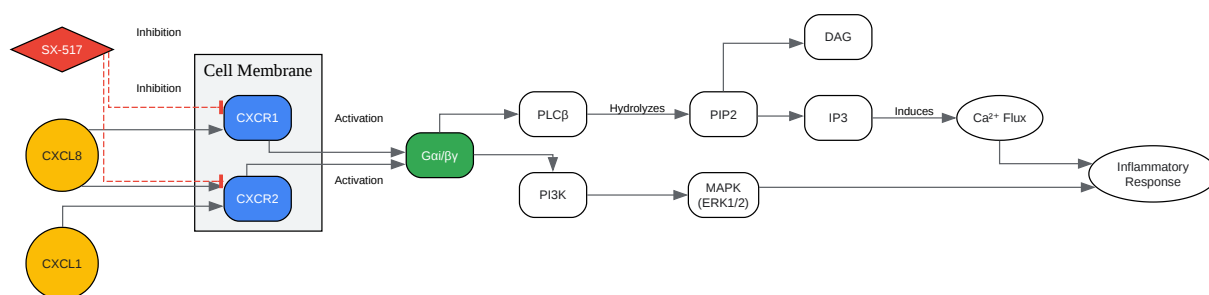 Inhibition
SX-517
Inhibition
Cell Membrane
CXCR1
CXCL8
CXCR2
CXCL1
Activation
Activation
Gαi/βγ
PLCβ
Hydrolyzes
PIP2
DAG
IP3
Induces
Ca²⁺ Flux
PI3K
MAPK
(ERK1/2)
Inflammatory
Response